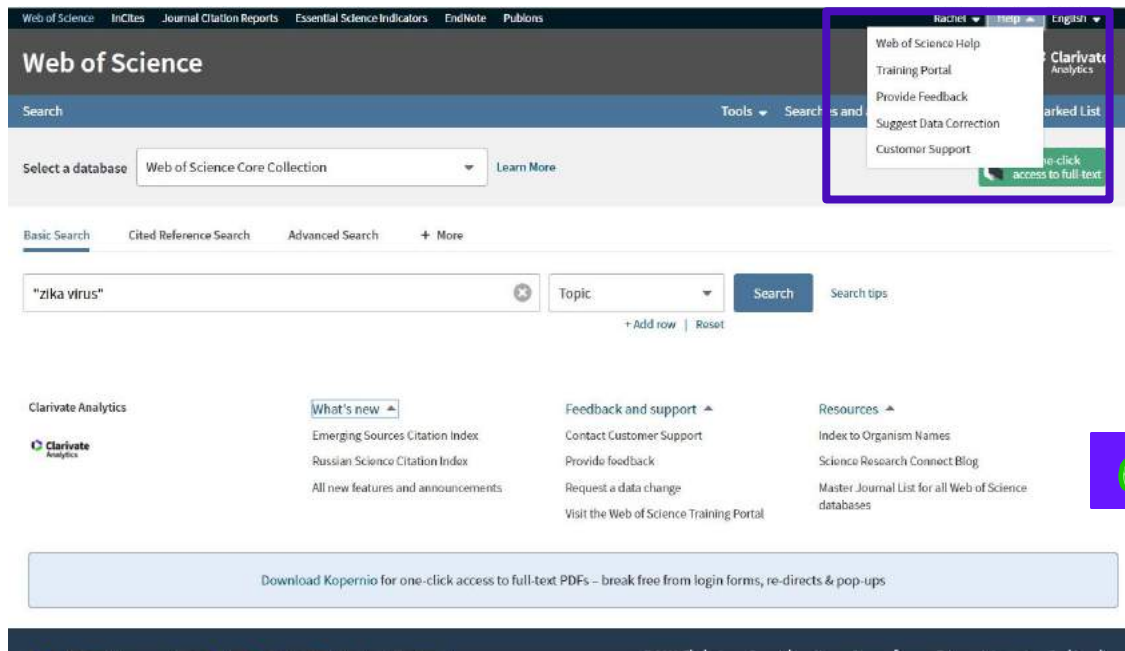 Web of Science InCites Journal Citation Reports Essential Science Indicators EndNote Publons Rachel Help English
Web of Science
Web of Science Help
Training Portal
Provide Feedback
Suggest Data Correction
Customer Support
Clarivate
Analytics
Search Tools Searches and arked List
Select a database Web of Science Core Collection Learn More
e-click
access to full-text
Basic Search Cited Reference Search Advanced Search + More
"zika virus" Topic Search Search tips
+ Add row | Reset
Clarivate Analytics What's new Feedback and support Resources
Clarivate
Analytics
Emerging Sources Citation Index Contact Customer Support Index to Organism Names
Russian Science Citation Index Provide feedback Science Research Connect Blog
All new features and announcements Request a data change Master Journal List for all Web of Science
databases
Visit the Web of Science Training Portal
Download Kopernio for one-click access to full-text PDFs – break free from login forms, re-directs & pop-ups